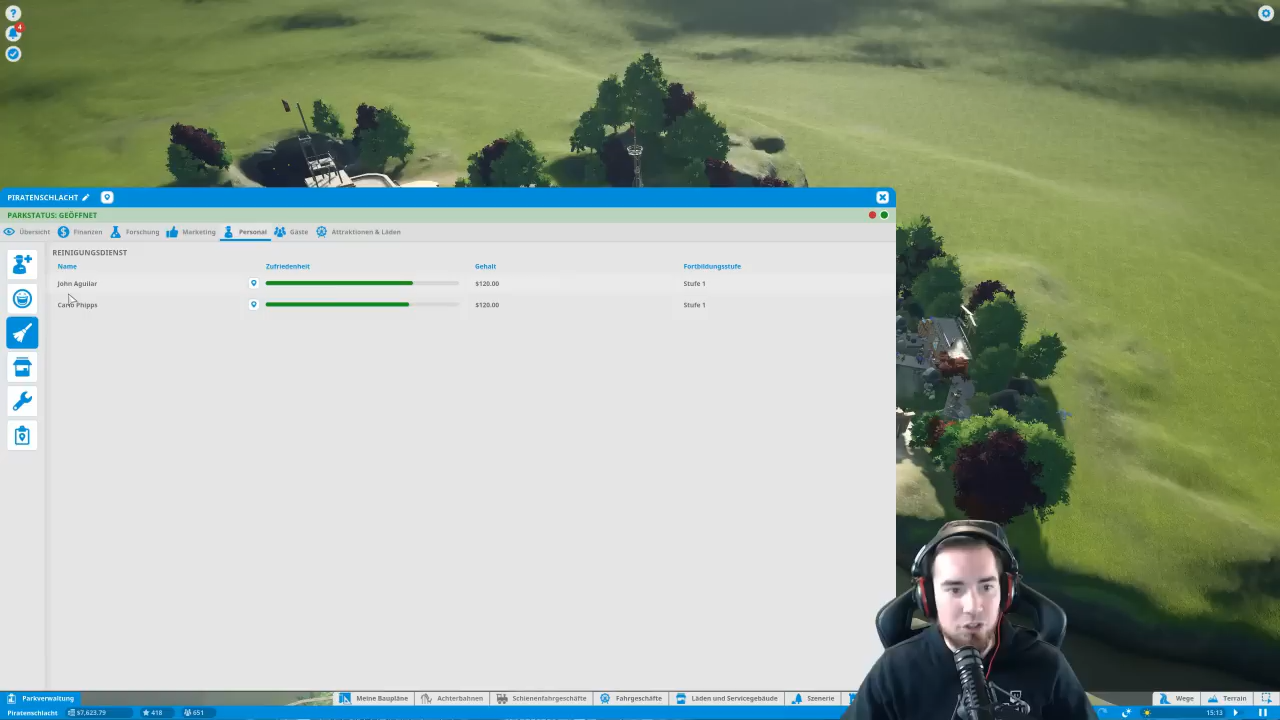 4
PIRATENSCHLACHT
PARKSTATUS: GEÖFFNET
Übersicht Finanzen Forschung Marketing Personal Gäste Attraktionen & Läden
REINIGUNGSDIENST
Name Zufriedenheit Gehalt Fortbildungsstufe
John Aguilar $120.00 Stufe 1
Phipps $120.00 Stufe 1
Parkverwaltung Meine Baupläne Achterbahnen Schienenfahrgeschäfte Fahrgeschäfte Läden und Servicegebäude Szenerie Wege Terrain
Piratenschlacht $7,623.79 418 651 15:13